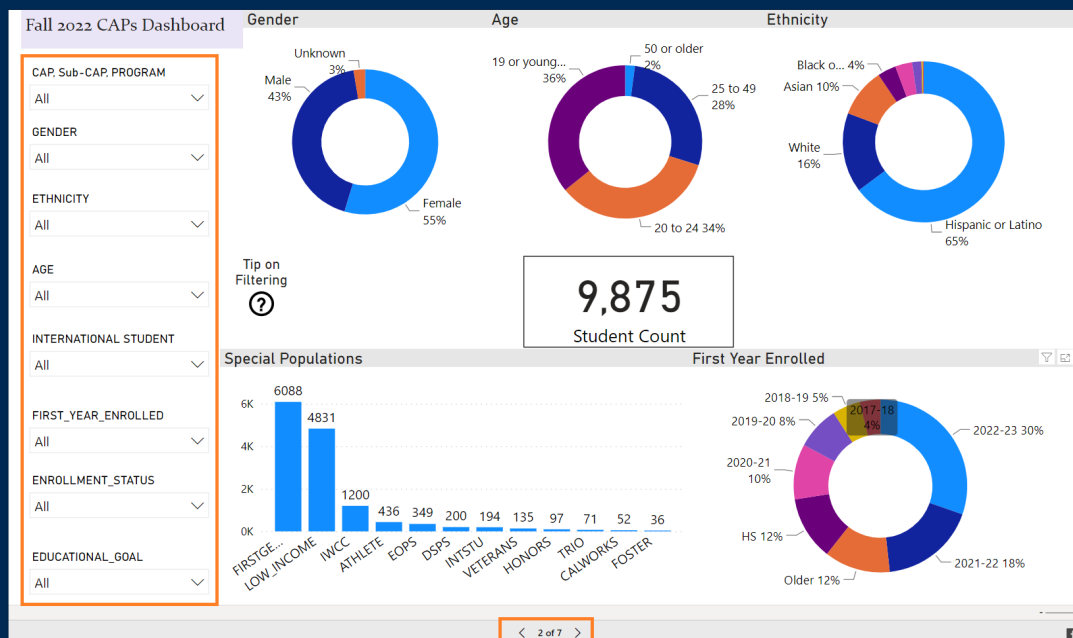 Fall 2022 CAPs Dashboard
CAP, Sub-CAP, PROGRAM
All
GENDER
All
ETHNICITY
All
AGE
All
INTERNATIONAL STUDENT
All
FIRST_YEAR_ENROLLED
All
ENROLLMENT_STATUS
All
EDUCATIONAL_GOAL
All
Gender
Unknown
3%
Male
43%
Female
55%
Age
50 or older
2%
19 or young...
36%
25 to 49
28%
20 to 24 34%
Ethnicity
Black o... 4%
Asian 10%
White
16%
Hispanic or Latino
65%
Tip on
Filtering
?
9,875
Student Count
Special Populations
6K
4K
2K
0K
6088
4831
1200
436
349
200
194
135
97
71
52
36
FIRSTGE...
LOW_INCOME
IWCC
ATHLETE
EOPS
DSPS
INTSTU
VETERANS
HONORS
TRIO
CALWORKS
FOSTER
First Year Enrolled
2018-19 5%
2017-18
4%
2019-20 8%
2022-23 30%
2020-21
10%
HS 12%
2021-22 18%
Older 12%
2 of 7